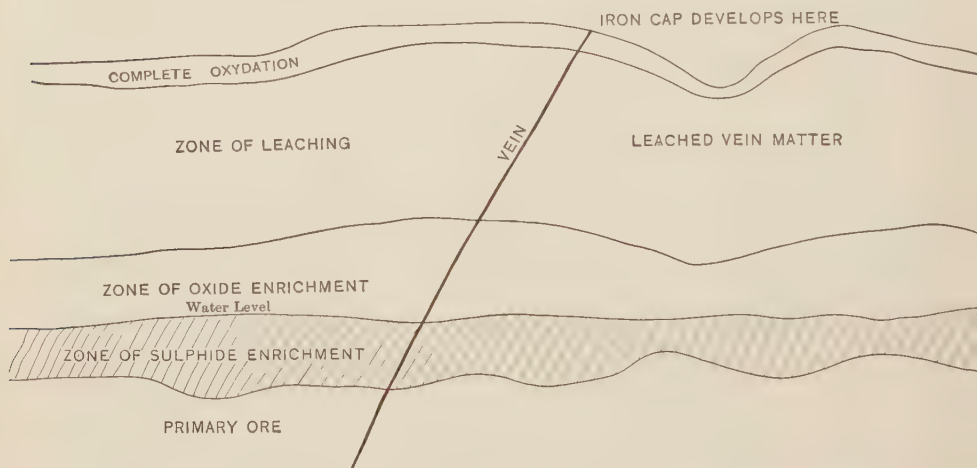 IRON CAP DEVELOPS HERE
COMPLETE OXYDATION
ZONE OF LEACHING
VEIN
LEACHED VEIN MATTER
ZONE OF OXIDE ENRICHMENT
Water Level
ZONE OF SULPHIDE ENRICHMENT
PRIMARY ORE